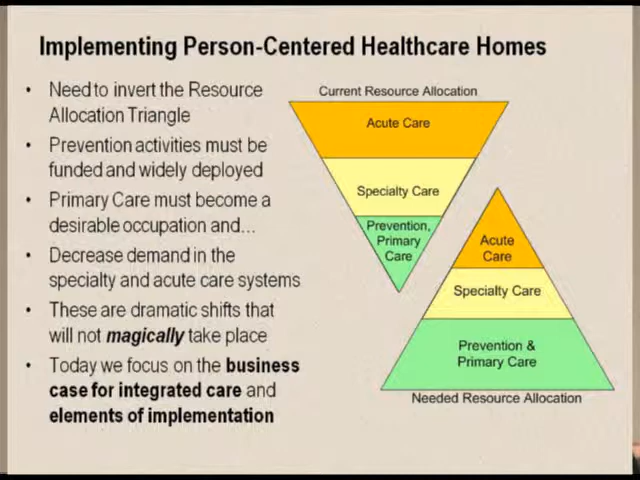 Implementing Person-Centered Healthcare Homes
• Need to invert the Resource
Allocation Triangle
• Prevention activities must be
funded and widely deployed
• Primary Care must become a
desirable occupation and…
• Decrease demand in the
specialty and acute care systems
• These are dramatic shifts that
will not magically take place
• Today we focus on the business
case for integrated care and
elements of implementation
Current Resource Allocation
Acute Care
Specialty Care
Prevention,
Primary
Care
Acute
Care
Specialty Care
Prevention &
Primary Care
Needed Resource Allocation